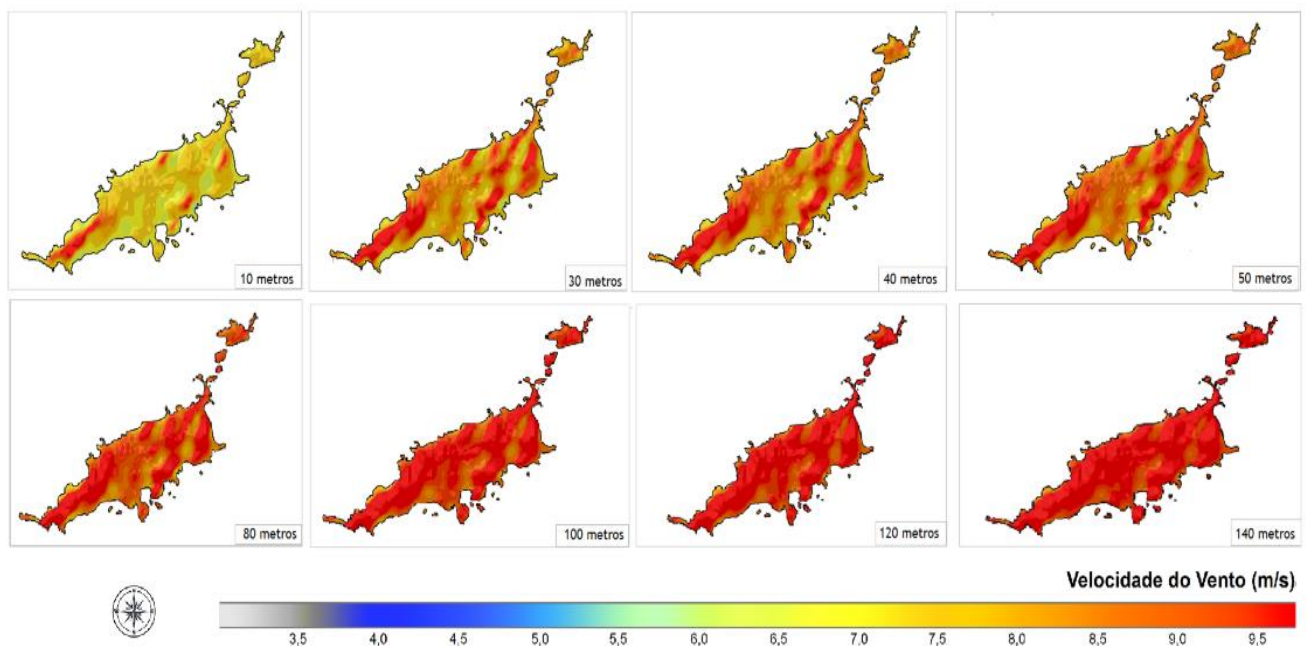 10 metros
30 metros
40 metros
50 metros
80 metros
100 metros
120 metros
140 metros
Velocidade do Vento (m/s)
3,5 4,0 4,5 5,0 5,5 6,0 6,5 7,0 7,5 8,0 8,5 9,0 9,5